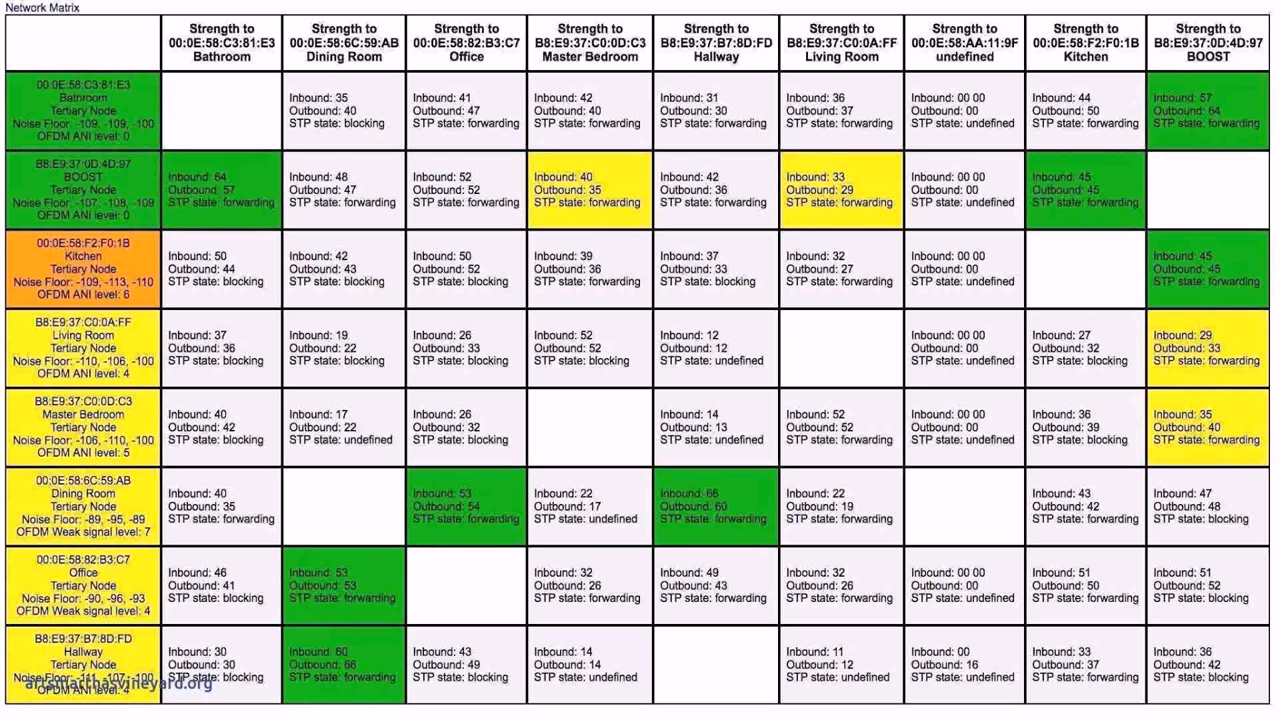 Network Matrix
Strength to
00:0E:58:C3:81:E3
Bathroom
Strength to
00:0E:58:6C:59:AB
Dining Room
Strength to
00:0E:58:82:B3:C7
Office
Strength to
B8:E9:37:C0:0D:C3
Master Bedroom
Strength to
B8:E9:37:B7:8D:FD
Hallway
Strength to
B8:E9:37:C0:0A:FF
Living Room
Strength to
00:0E:58:AA:11:9F
undefined
Strength to
00:0E:58:F2:F0:1B
Kitchen
Strength to
B8:E9:37:0D:4D:97
BOOST
00:0E:58:C3:81:E3
Bathroom
Tertiary Node
Noise Floor: -109, -109, -100
OFDM ANI level: 0
Inbound: 35
Outbound: 40
STP state: blocking
Inbound: 41
Outbound: 47
STP state: forwarding
Inbound: 42
Outbound: 40
STP state: forwarding
Inbound: 31
Outbound: 30
STP state: forwarding
Inbound: 36
Outbound: 37
STP state: forwarding
Inbound: 00 00
Outbound: 00
STP state: undefined
Inbound: 44
Outbound: 50
STP state: forwarding
Inbound: 57
Outbound: 64
STP state: forwarding
B8:E9:37:0D:4D:97
BOOST
Tertiary Node
Noise Floor: -107, -108, -109
OFDM ANI level: 0
Inbound: 64
Outbound: 57
STP state: forwarding
Inbound: 48
Outbound: 47
STP state: forwarding
Inbound: 52
Outbound: 52
STP state: forwarding
Inbound: 40
Outbound: 35
STP state: forwarding
Inbound: 42
Outbound: 36
STP state: forwarding
Inbound: 33
Outbound: 29
STP state: forwarding
Inbound: 00 00
Outbound: 00
STP state: undefined
Inbound: 45
Outbound: 45
STP state: forwarding
00:0E:58:F2:F0:1B
Kitchen
Tertiary Node
Noise Floor: -109, -113, -110
OFDM ANI level: 6
Inbound: 50
Outbound: 44
STP state: blocking
Inbound: 42
Outbound: 43
STP state: blocking
Inbound: 50
Outbound: 52
STP state: blocking
Inbound: 39
Outbound: 36
STP state: forwarding
Inbound: 37
Outbound: 33
STP state: blocking
Inbound: 32
Outbound: 27
STP state: forwarding
Inbound: 00 00
Outbound: 00
STP state: undefined
Inbound: 45
Outbound: 45
STP state: forwarding
B8:E9:37:C0:0A:FF
Living Room
Tertiary Node
Noise Floor: -110, -106, -100
OFDM ANI level: 4
Inbound: 37
Outbound: 36
STP state: blocking
Inbound: 19
Outbound: 22
STP state: blocking
Inbound: 26
Outbound: 33
STP state: blocking
Inbound: 52
Outbound: 52
STP state: blocking
Inbound: 12
Outbound: 12
STP state: undefined
Inbound: 00 00
Outbound: 00
STP state: undefined
Inbound: 27
Outbound: 32
STP state: blocking
Inbound: 29
Outbound: 33
STP state: forwarding
B8:E9:37:C0:0D:C3
Master Bedroom
Tertiary Node
Noise Floor: -106, -110, -100
OFDM ANI level: 5
Inbound: 40
Outbound: 42
STP state: blocking
Inbound: 17
Outbound: 22
STP state: undefined
Inbound: 26
Outbound: 32
STP state: blocking
Inbound: 14
Outbound: 13
STP state: undefined
Inbound: 52
Outbound: 52
STP state: forwarding
Inbound: 00 00
Outbound: 00
STP state: undefined
Inbound: 36
Outbound: 39
STP state: blocking
Inbound: 35
Outbound: 40
STP state: forwarding
00:0E:58:6C:59:AB
Dining Room
Tertiary Node
Noise Floor: -89, -95, -89
OFDM Weak signal level: 7
Inbound: 40
Outbound: 35
STP state: forwarding
Inbound: 53
Outbound: 54
STP state: forwarding
Inbound: 22
Outbound: 17
STP state: undefined
Inbound: 66
Outbound: 60
STP state: forwarding
Inbound: 22
Outbound: 19
STP state: forwarding
Inbound: 43
Outbound: 42
STP state: forwarding
Inbound: 47
Outbound: 48
STP state: blocking
00:0E:58:82:B3:C7
Office
Tertiary Node
Noise Floor: -90, -96, -93
OFDM Weak signal level: 4
Inbound: 46
Outbound: 41
STP state: blocking
Inbound: 53
Outbound: 53
STP state: forwarding
Inbound: 32
Outbound: 26
STP state: forwarding
Inbound: 49
Outbound: 43
STP state: forwarding
Inbound: 32
Outbound: 26
STP state: forwarding
Inbound: 00 00
Outbound: 00
STP state: undefined
Inbound: 51
Outbound: 50
STP state: forwarding
Inbound: 51
Outbound: 52
STP state: blocking
B8:E9:37:B7:8D:FD
Hallway
Tertiary Node
Noise Floor: -111, -107, -100
OFDM ANI level: 4
artsmarthasvineyard.org
Inbound: 30
Outbound: 30
STP state: blocking
Inbound: 60
Outbound: 66
STP state: forwarding
Inbound: 43
Outbound: 49
STP state: blocking
Inbound: 14
Outbound: 14
STP state: undefined
Inbound: 11
Outbound: 12
STP state: undefined
Inbound: 00
Outbound: 16
STP state: undefined
Inbound: 33
Outbound: 37
STP state: forwarding
Inbound: 36
Outbound: 42
STP state: blocking